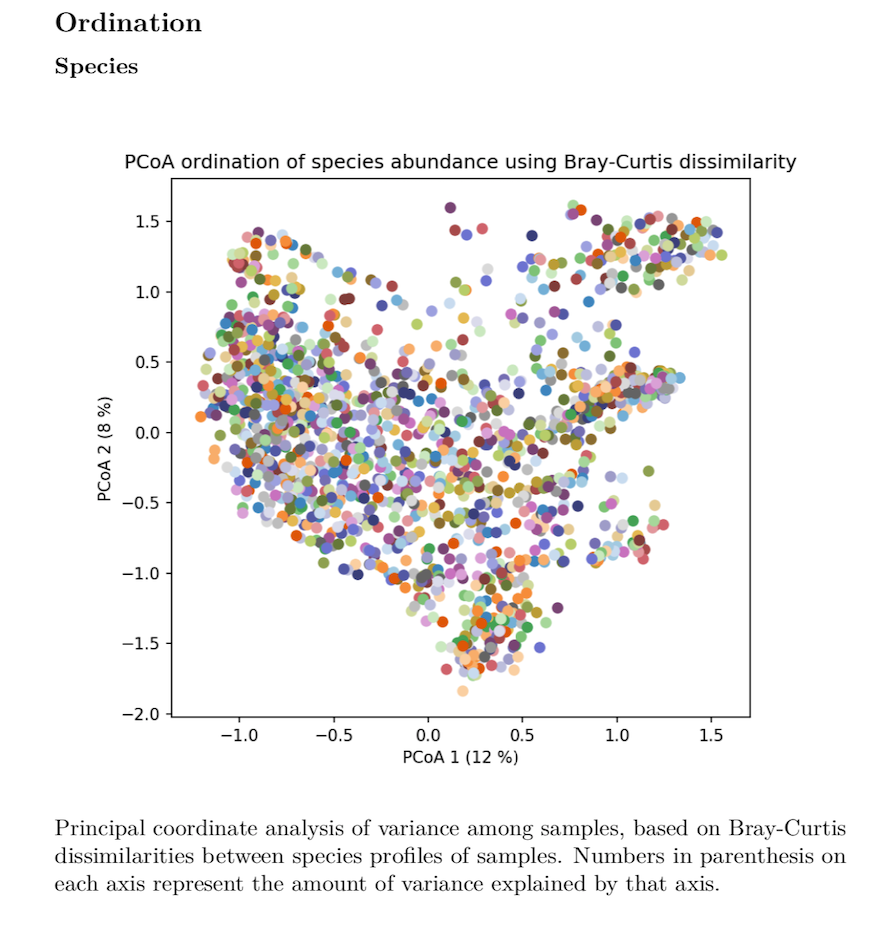 Ordination
Species
PCoA ordination of species abundance using Bray-Curtis dissimilarity
1.5
1.0
0.5
0.0
−0.5
−1.0
−1.5
−2.0
PCoA 2 (8 %)
−1.0 −0.5 0.0 0.5 1.0 1.5
PCoA 1 (12 %)
Principal coordinate analysis of variance among samples, based on Bray-Curtis
dissimilarities between species profiles of samples. Numbers in parenthesis on
each axis represent the amount of variance explained by that axis.